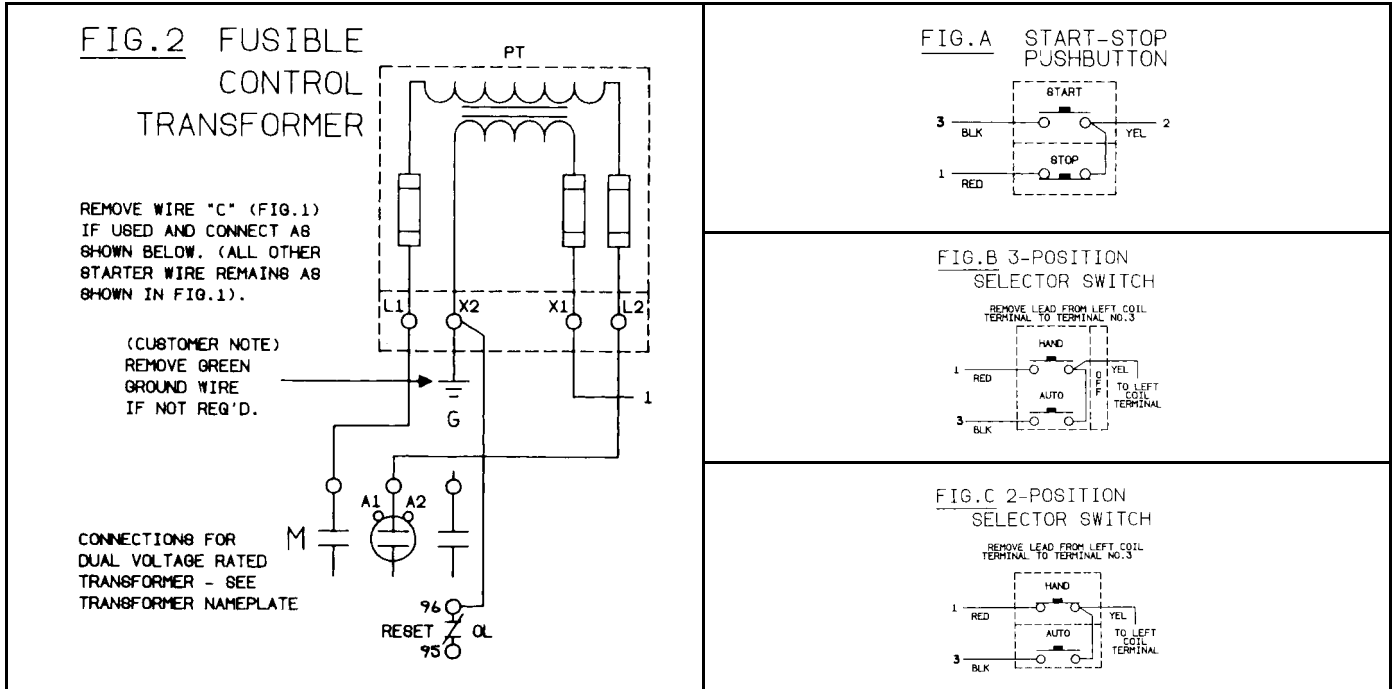 FIG.2 FUSIBLE
CONTROL
TRANSFORMER
PT
REMOVE WIRE "C" (FIG.1)
IF USED AND CONNECT AS
SHOWN BELOW. (ALL OTHER
STARTER WIRE REMAINS AS
SHOWN IN FIG.1).
L1 X2 X1 L2
(CUSTOMER NOTE)
REMOVE GREEN
GROUND WIRE
IF NOT REQ'D.
G
1
A1 A2
M
CONNECTIONS FOR
DUAL VOLTAGE RATED
TRANSFORMER - SEE
TRANSFORMER NAMEPLATE
96
RESET OL
95
FIG.A START-STOP
PUSHBUTTON
START
3 BLK YEL 2
STOP
1 RED
FIG.B 3-POSITION
SELECTOR SWITCH
REMOVE LEAD FROM LEFT COIL
TERMINAL TO TERMINAL NO.3
HAND
1 RED YEL
OFF
TO LEFT
COIL
TERMINAL
AUTO
3 BLK
FIG.C 2-POSITION
SELECTOR SWITCH
REMOVE LEAD FROM LEFT COIL
TERMINAL TO TERMINAL NO.3
HAND
1 RED YEL
TO LEFT
COIL
TERMINAL
AUTO
3 BLK